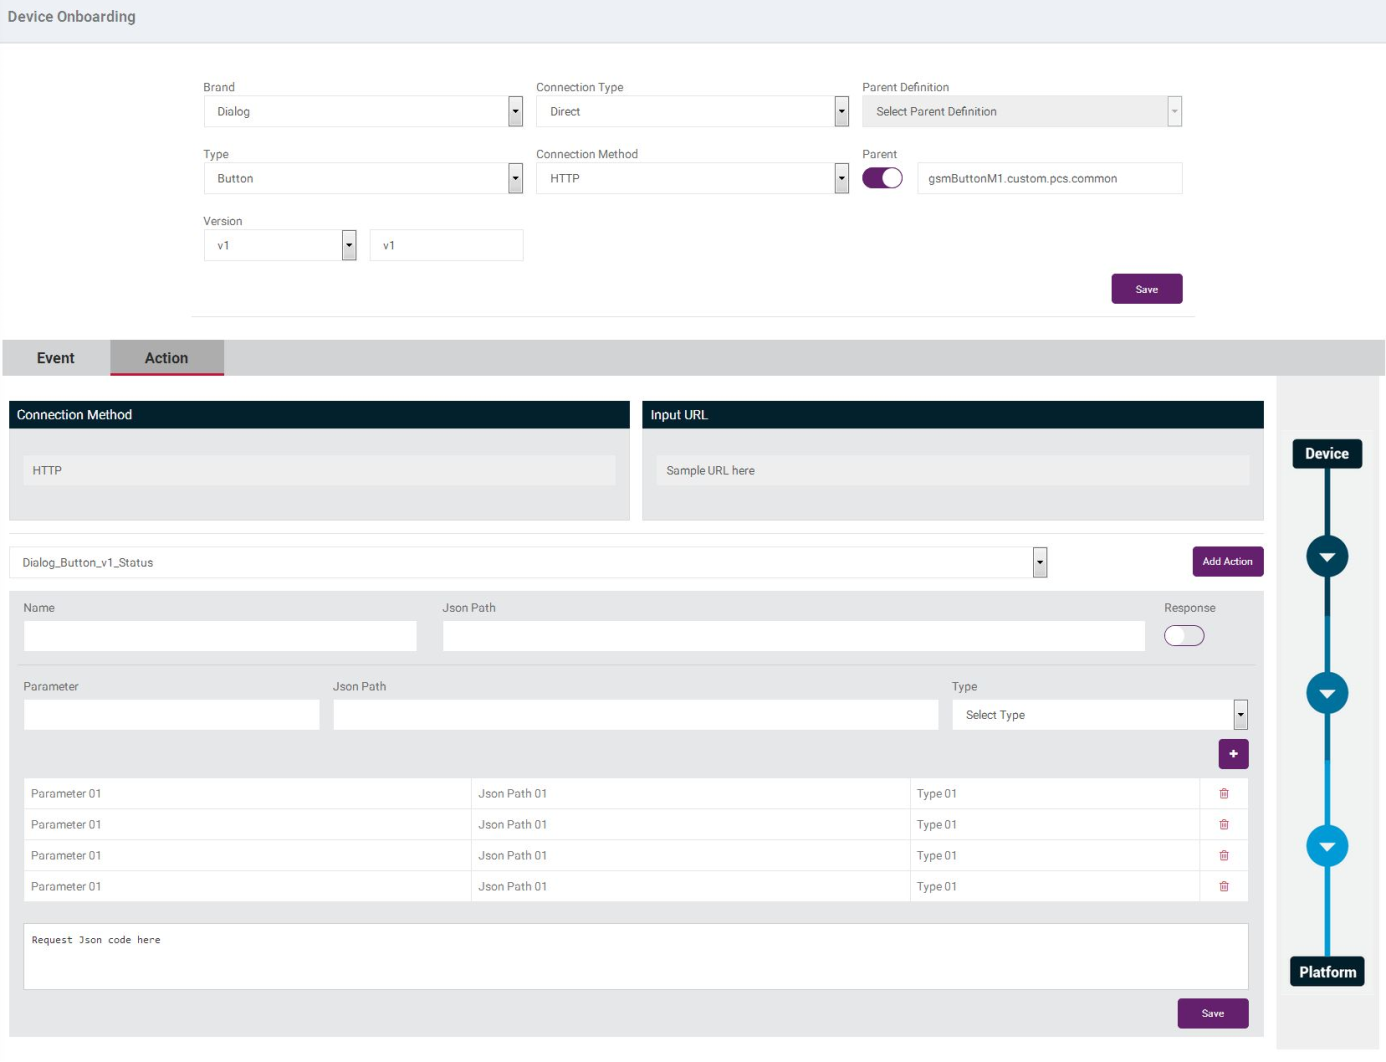 Device Onboarding
Brand Connection Type Parent Definition
Dialog Direct Select Parent Definition
Type Connection Method Parent
Button HTTP gsmButtonM1.custom.pcs.common
Version
v1 v1
Save
Event Action
Connection Method Input URL
HTTP Sample URL here
Dialog_Button_v1_Status Add Action
Name Json Path Response
Parameter Json Path Type
Select Type
+
Parameter 01 Json Path 01 Type 01
Parameter 01 Json Path 01 Type 01
Parameter 01 Json Path 01 Type 01
Parameter 01 Json Path 01 Type 01
Request Json code here
Save
Device
Platform